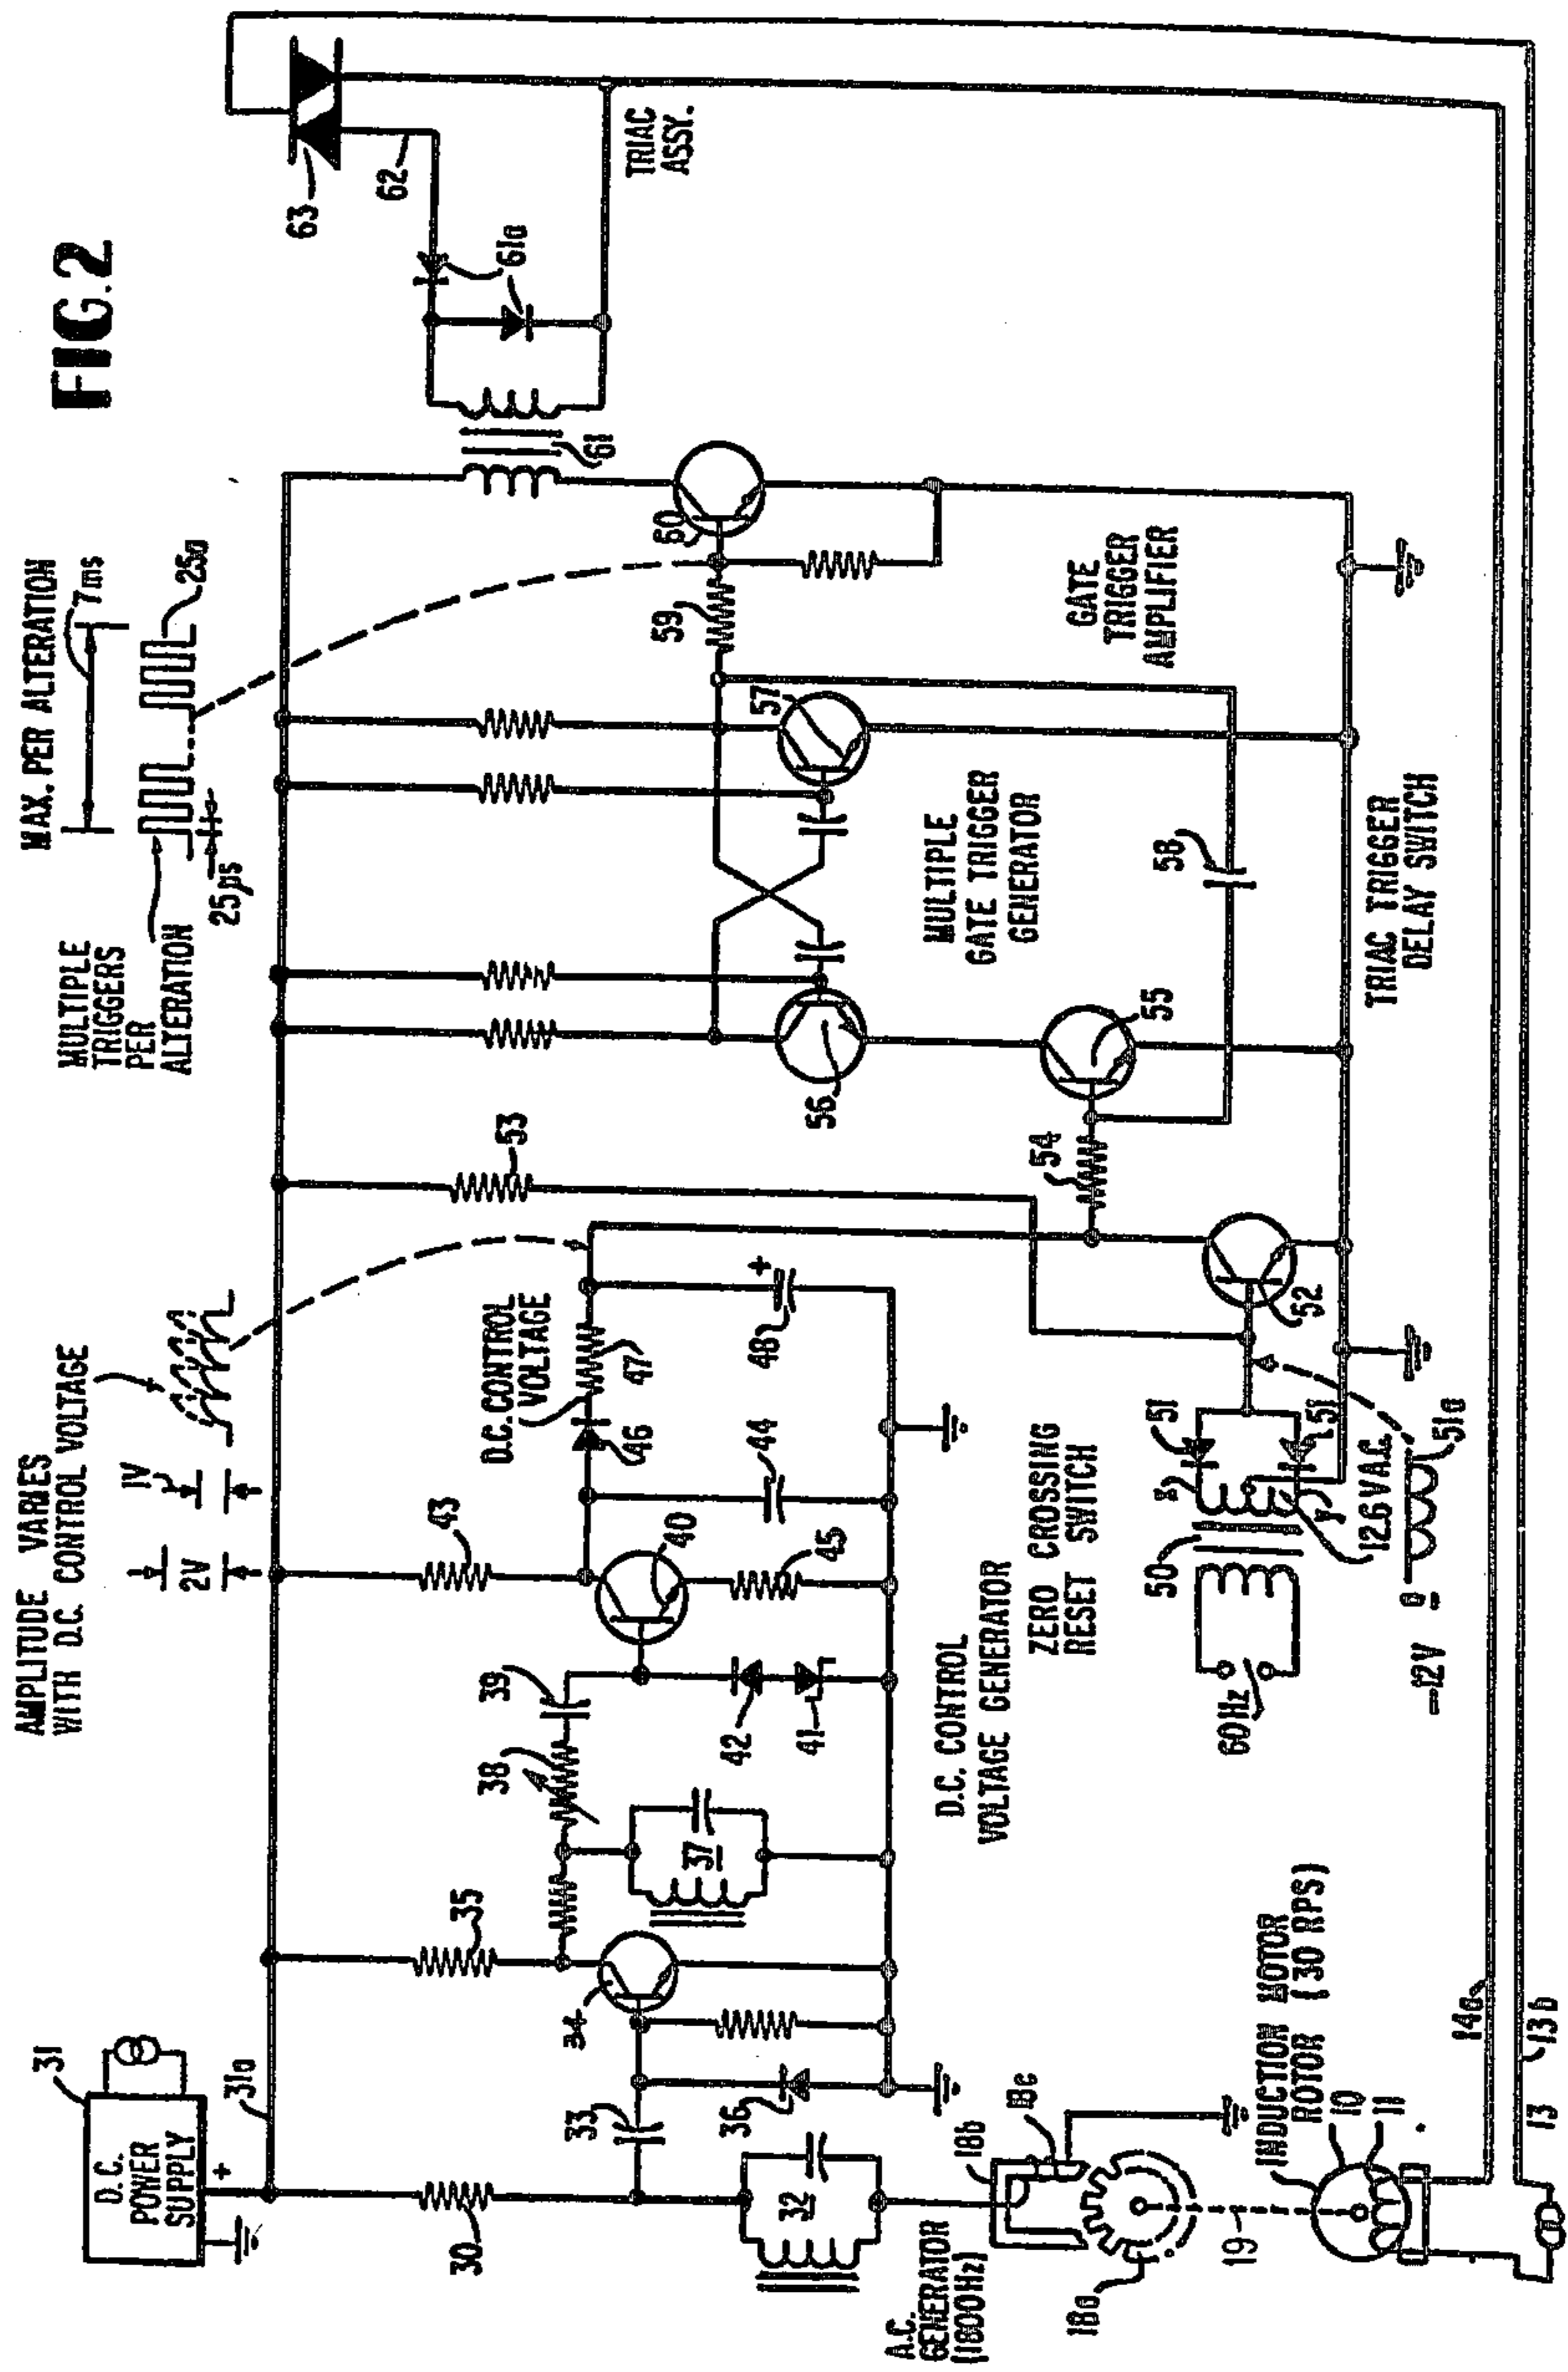 FIG.2
AMPLITUDE VARIES
WITH D.C. CONTROL VOLTAGE
2V
1V
MULTIPLE
TRIGGERS
PER
ALTERATION
MAX. PER ALTERATION
7ms
25µs
25a
31
D.C.
POWER
SUPPLY
+
31a
30
35
43
53
33
34
38
39
40
46
D.C. CONTROL
VOLTAGE
47
+
48
44
45
42
41
37
36
32
56
57
59
60
61
61a
62
63
TRIAC
ASSY.
54
55
58
MULTIPLE
GATE TRIGGER
GENERATOR
GATE
TRIGGER
AMPLIFIER
D.C. CONTROL
VOLTAGE GENERATOR
ZERO CROSSING
RESET SWITCH
TRIAC TRIGGER
DELAY SWITCH
A.C.
GENERATOR
(1800HZ)
18b
18c
18a
19
60Hz
50
x
y
51
51
52
12.6 V A.C.
-12V
0
51a
INDUCTION MOTOR
ROTOR (30 RPS)
10
11
14a
13
13b